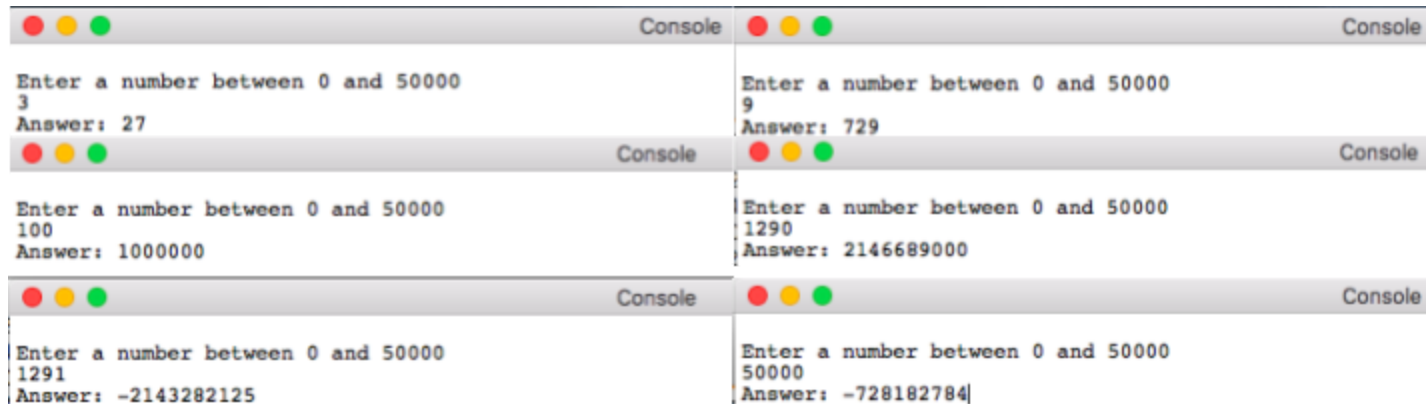 Console
Enter a number between 0 and 50000
3
Answer: 27
Console
Enter a number between 0 and 50000
9
Answer: 729
Console
Enter a number between 0 and 50000
100
Answer: 1000000
Console
Enter a number between 0 and 50000
1290
Answer: 2146689000
Console
Enter a number between 0 and 50000
1291
Answer: -2143282125
Console
Enter a number between 0 and 50000
50000
Answer: -728182784